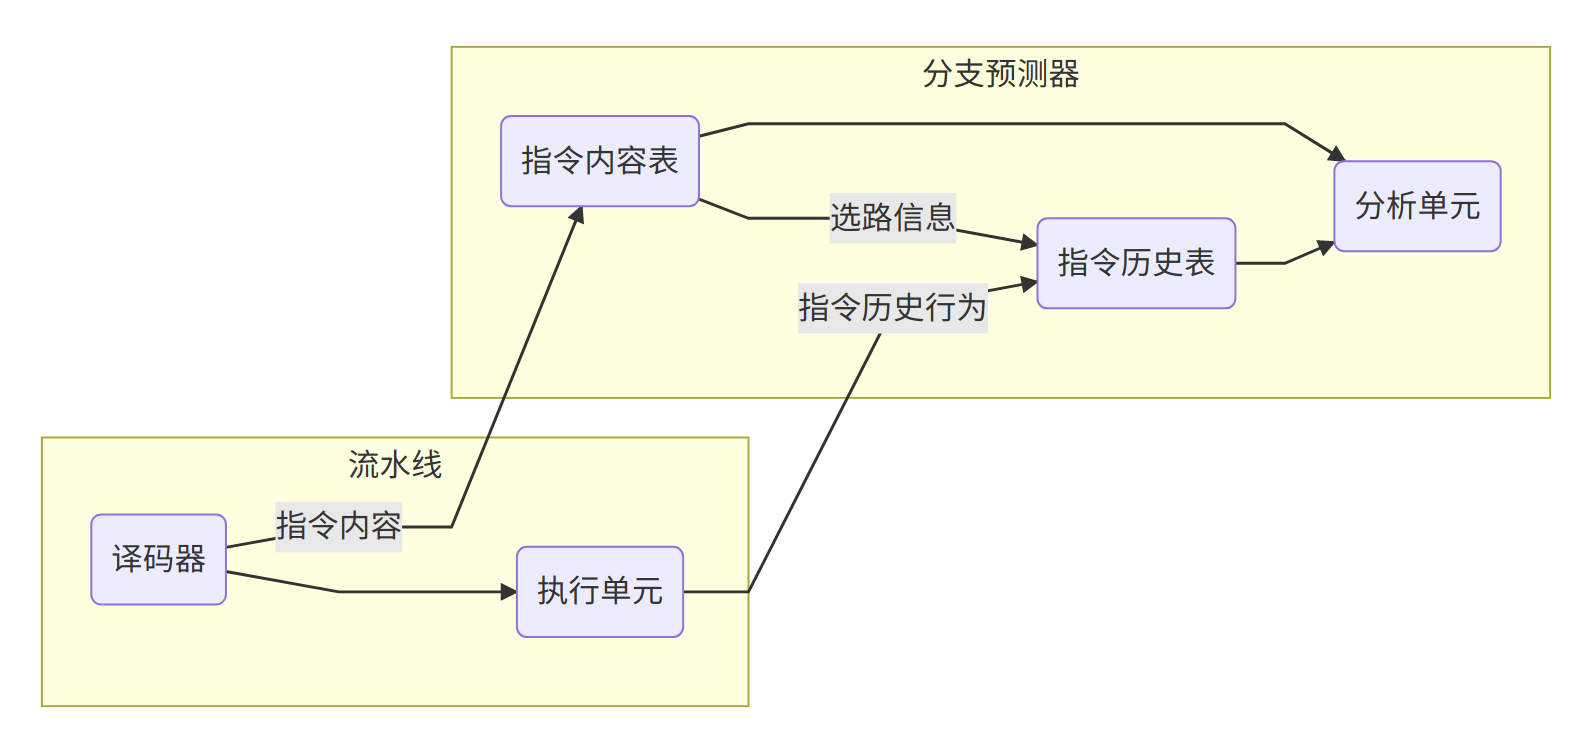 分支预测器
指令内容表
选路信息
指令历史表
分析单元
指令历史行为
流水线
指令内容
译码器
执行单元